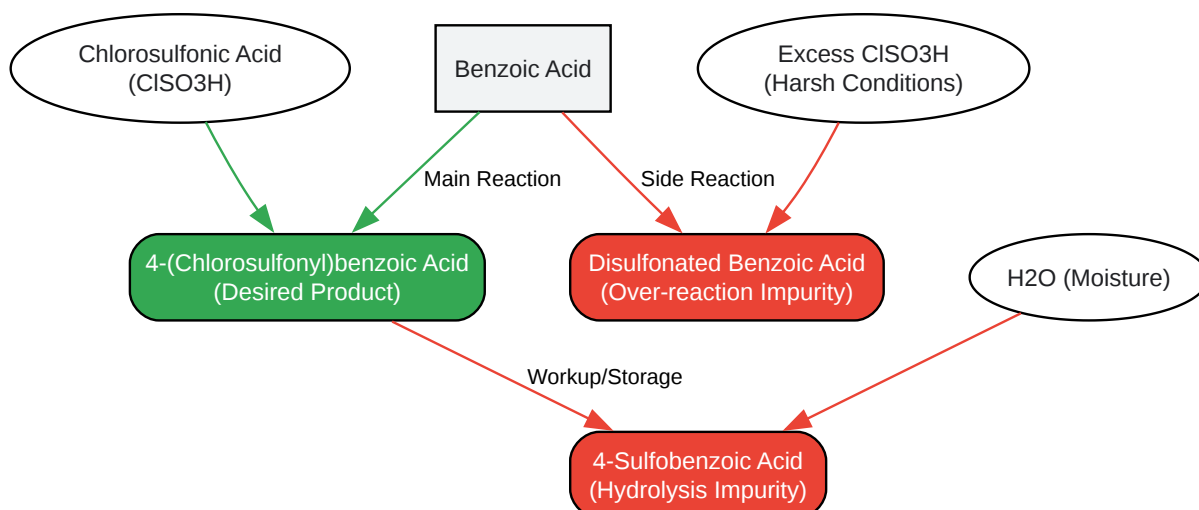 Chlorosulfonic Acid
(ClSO3H)
Benzoic Acid
Excess ClSO3H
(Harsh Conditions)
Main Reaction
Side Reaction
4-(Chlorosulfonyl)benzoic Acid
(Desired Product)
Disulfonated Benzoic Acid
(Over-reaction Impurity)
H2O (Moisture)
Workup/Storage
4-Sulfobenzoic Acid
(Hydrolysis Impurity)